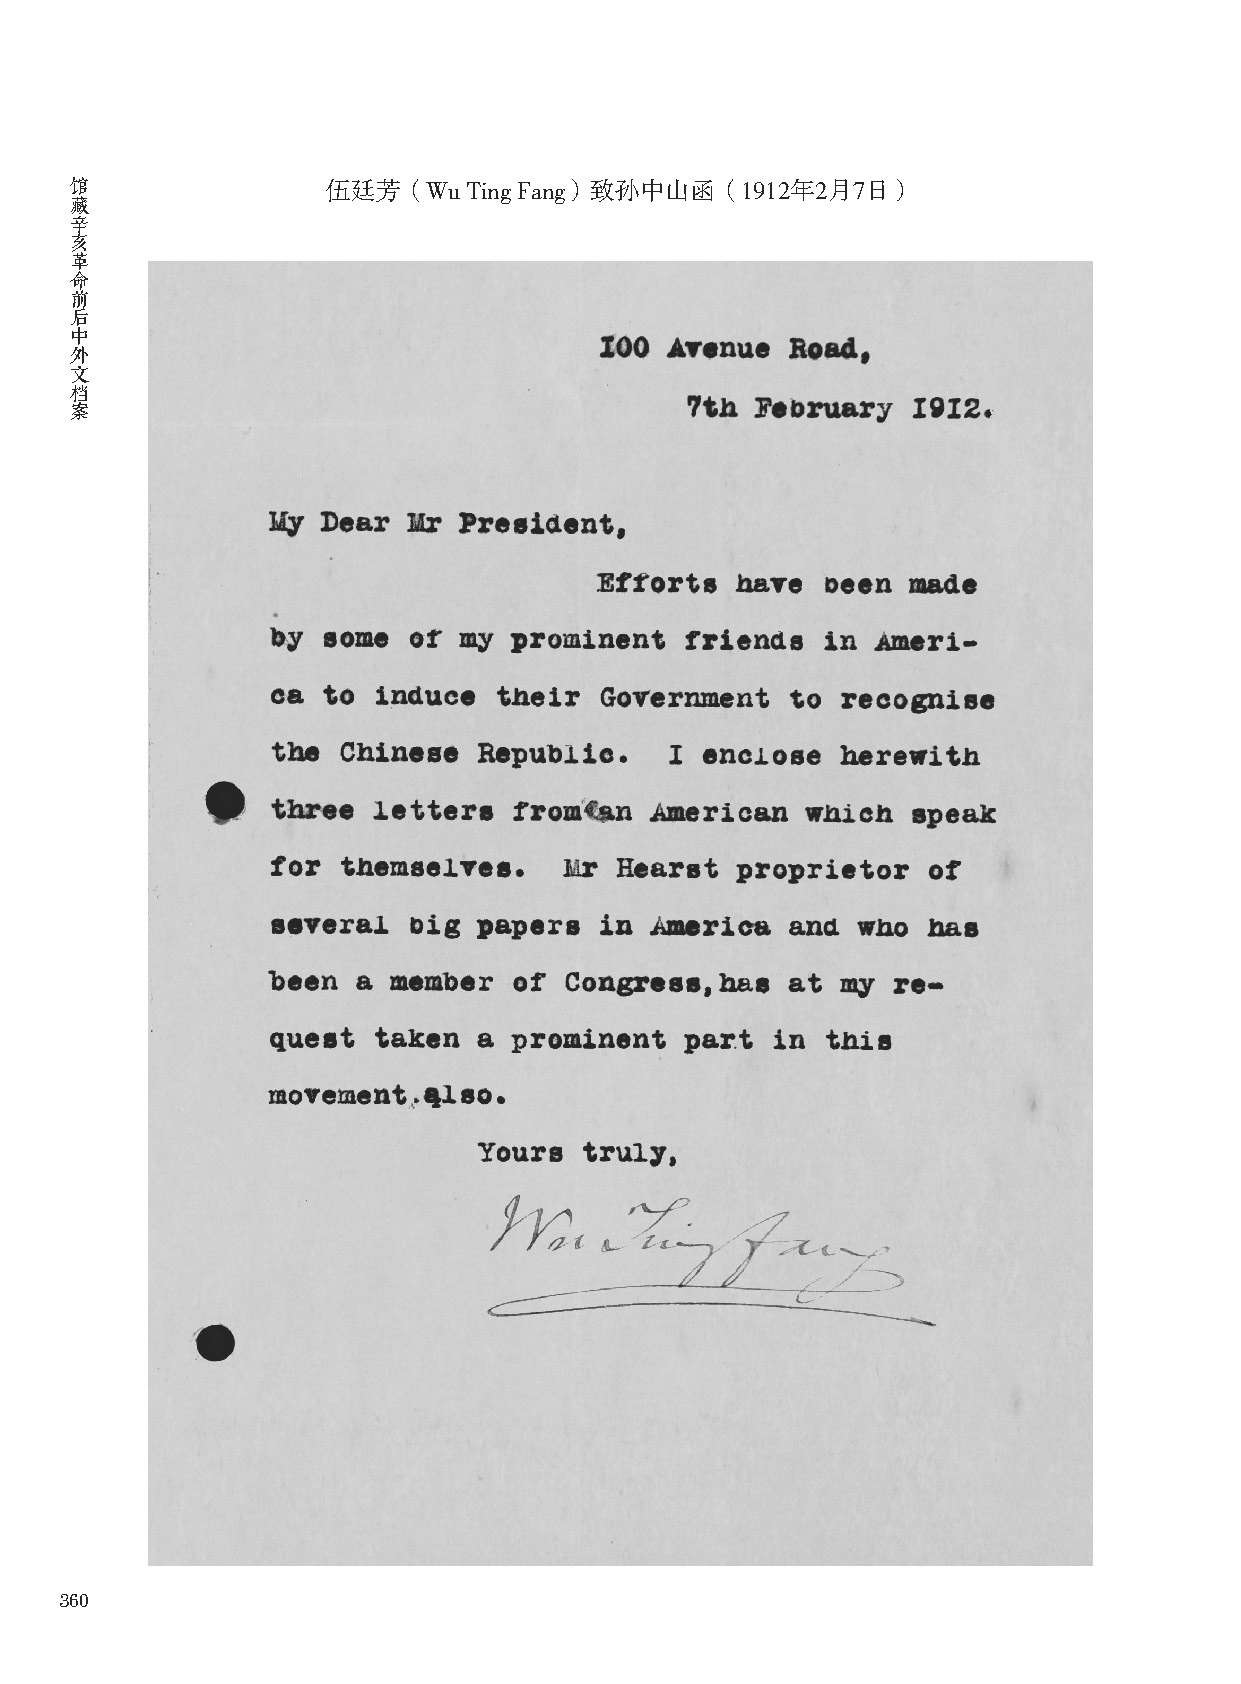 伍廷芳（Wu Ting Fang）致孙中山函（1912年2月7日）
馆藏辛亥革命前后中外文档案
I00 Avenue Road,
7th February I9I2.
My Dear Mr President,
Efforts have been made
by some of my prominent friends in Ameri-
ca to induce their Government to recognise
the Chinese Republic. I enclose herewith
three letters from an American which speak
for themselves. Mr Hearst proprietor of
several big papers in America and who has
been a member of Congress,has at my re-
quest taken a prominent part in this
movement.also.
Yours truly,
Wu Ting fang
360